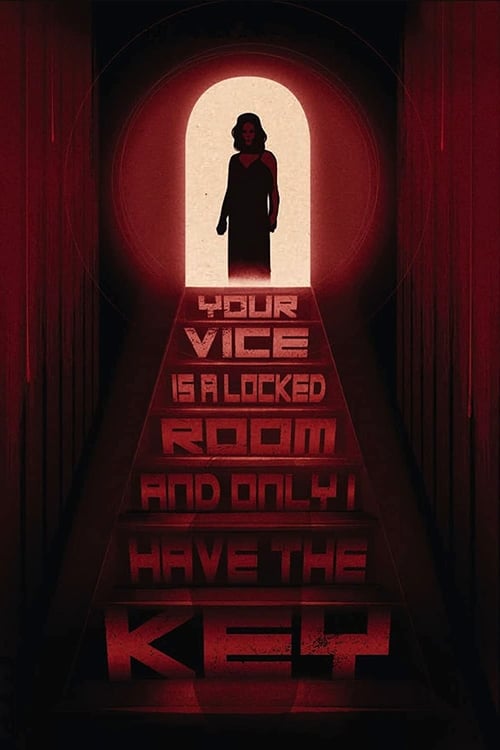 YOUR
VICE
IS A LOCKED
ROOM
AND ONLY I
HAVE THE
KEY